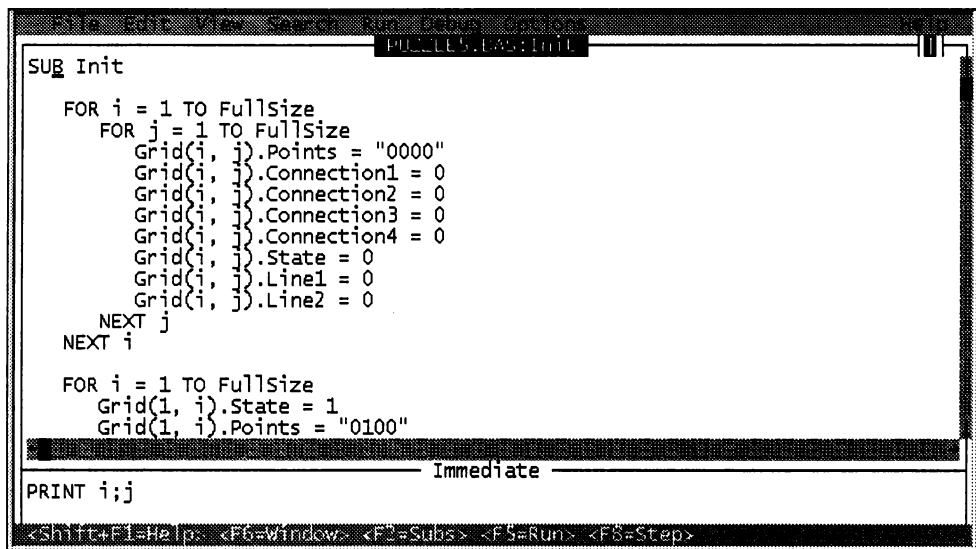 File Edit View Search Run Debug Options Help
PUZZLE5.BAS:Init
SUB Init
FOR i = 1 TO FullSize
FOR j = 1 TO FullSize
Grid(i, j).Points = "0000"
Grid(i, j).Connection1 = 0
Grid(i, j).Connection2 = 0
Grid(i, j).Connection3 = 0
Grid(i, j).Connection4 = 0
Grid(i, j).State = 0
Grid(i, j).Line1 = 0
Grid(i, j).Line2 = 0
NEXT j
NEXT i
FOR i = 1 TO FullSize
Grid(1, i).State = 1
Grid(1, i).Points = "0100"
Immediate
PRINT i;j
<Shift+F1=Help> <F6=Window> <F2=Subs> <F5=Run> <F8=Step>